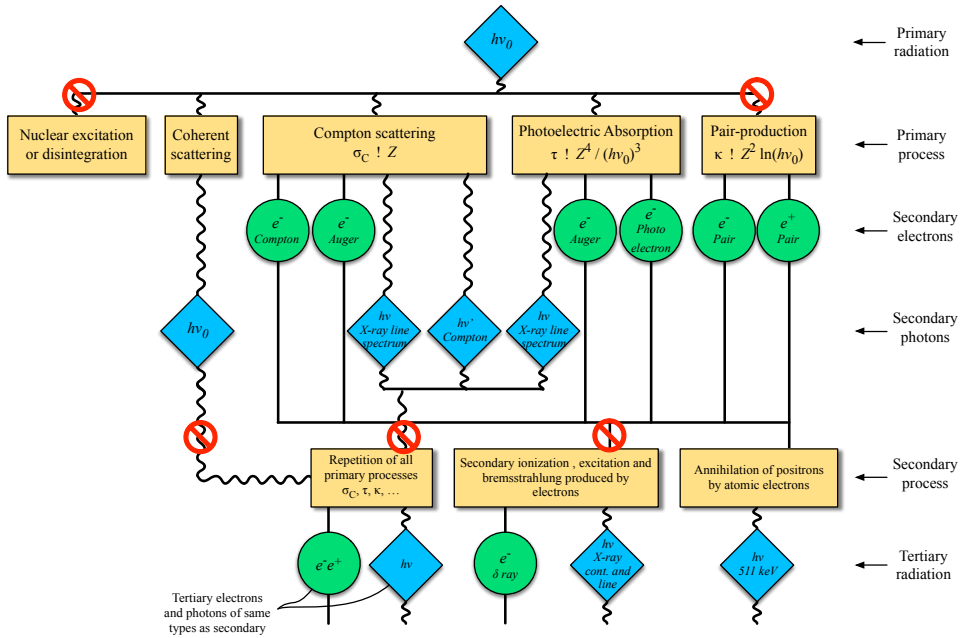 hν₀
Primary
radiation
Nuclear excitation
or disintegration
Coherent
scattering
Compton scattering
σC ! Z
Photoelectric Absorption
τ ! Z⁴ / (hν₀)³
Pair-production
κ ! Z² ln(hν₀)
Primary
process
e⁻
Compton
e⁻
Auger
e⁻
Auger
e⁻
Photo
electron
e⁻
Pair
e⁺
Pair
Secondary
electrons
hν₀
hν
X-ray line
spectrum
hν'
Compton
hν
X-ray line
spectrum
Secondary
photons
Repetition of all
primary processes
σC, τ, κ, …
Secondary ionization , excitation and
bremsstrahlung produced by
electrons
Annihilation of positrons
by atomic electrons
Secondary
process
e⁻e⁺
hν
e⁻
δ ray
hν
X-ray
cont. and
line
hν
511 keV
Tertiary
radiation
Tertiary electrons
and photons of same
types as secondary